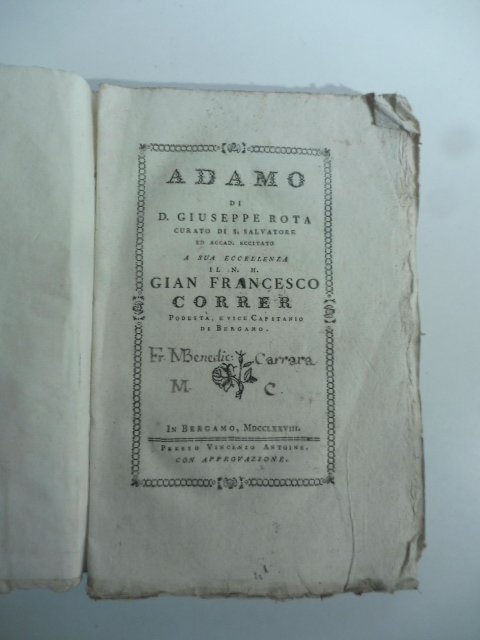 ADAMO
DI
D. GIUSEPPE ROTA
CURATO DI S. SALVATORE
ED ACCAD. ECCITATO
A SUA ECCELLENZA
IL N. H.
GIAN FRANCESCO
CORRER
PODESTÀ, E VICE CAPITANIO
DI BERGAMO.
Fr. M. Benedic: Carrara
M. C.
IN BERGAMO, MDCCLXXVIII.
PRESSO VINCENZO ANTOINE.
CON APPROVAZIONE.